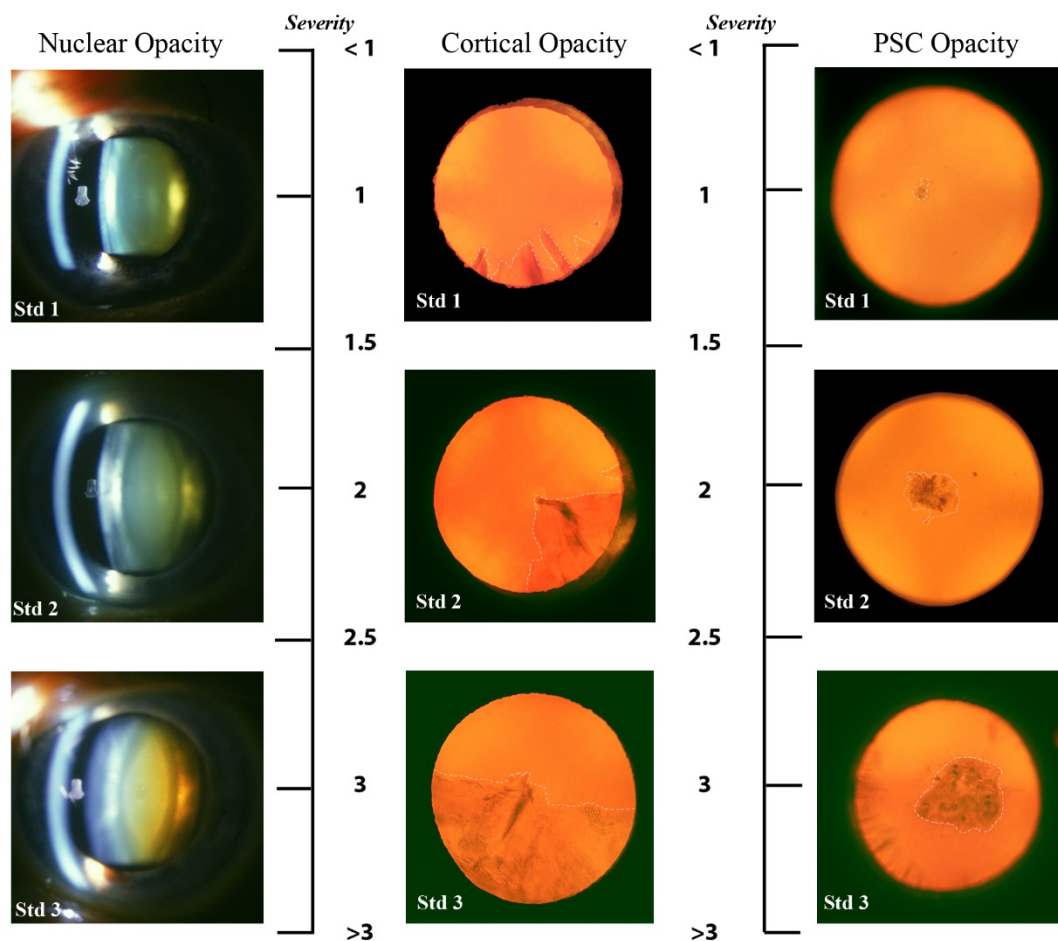 Severity
Severity
Nuclear Opacity
< 1
Cortical Opacity
< 1
PSC Opacity
1
1
Std 1
Std 1
Std 1
1.5
1.5
2
2
Std 2
Std 2
Std 2
2.5
2.5
3
3
Std 3
Std 3
Std 3
>3
>3